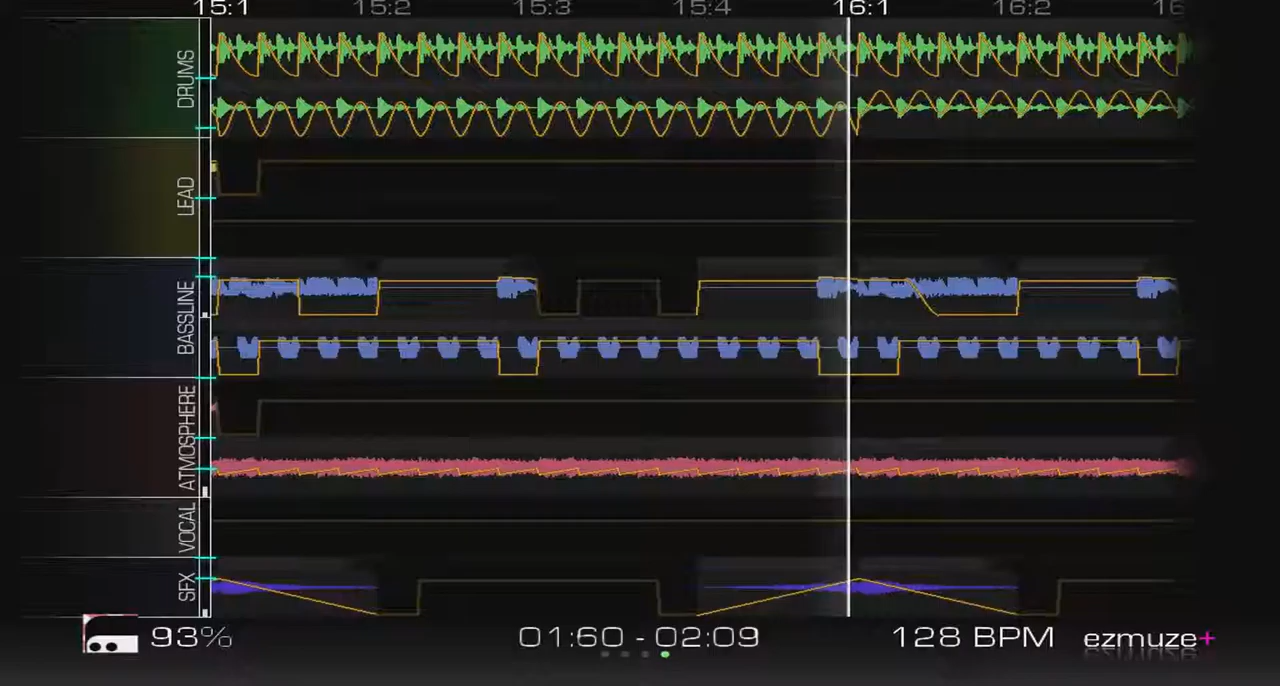 15:1 15:2 15:3 15:4 16:1 16:2 16
DRUMS
LEAD
BASSLINE
ATMOSPHERE
VOCAL
SFX
93% 01:60 - 02:09 128 BPM ezmuze+